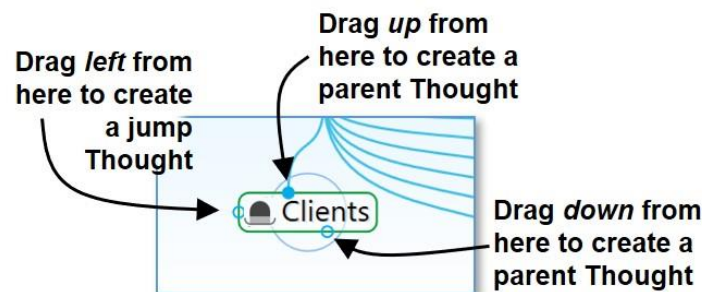 Drag left from
here to create
a jump
Thought
Drag up from
here to create a
parent Thought
Clients
Drag down from
here to create a
parent Thought